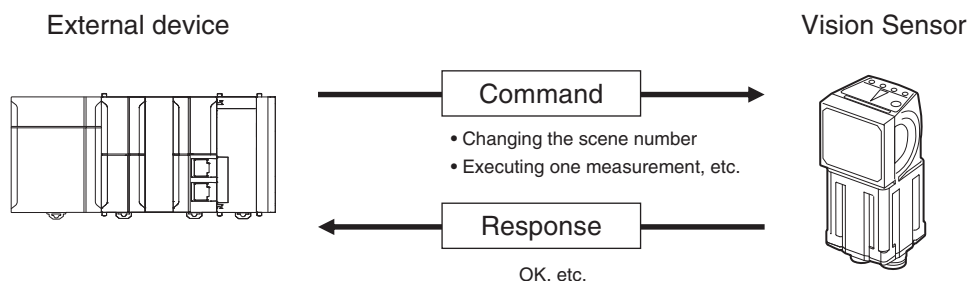 External device
Vision Sensor
Command
• Changing the scene number
• Executing one measurement, etc.
Response
OK, etc.